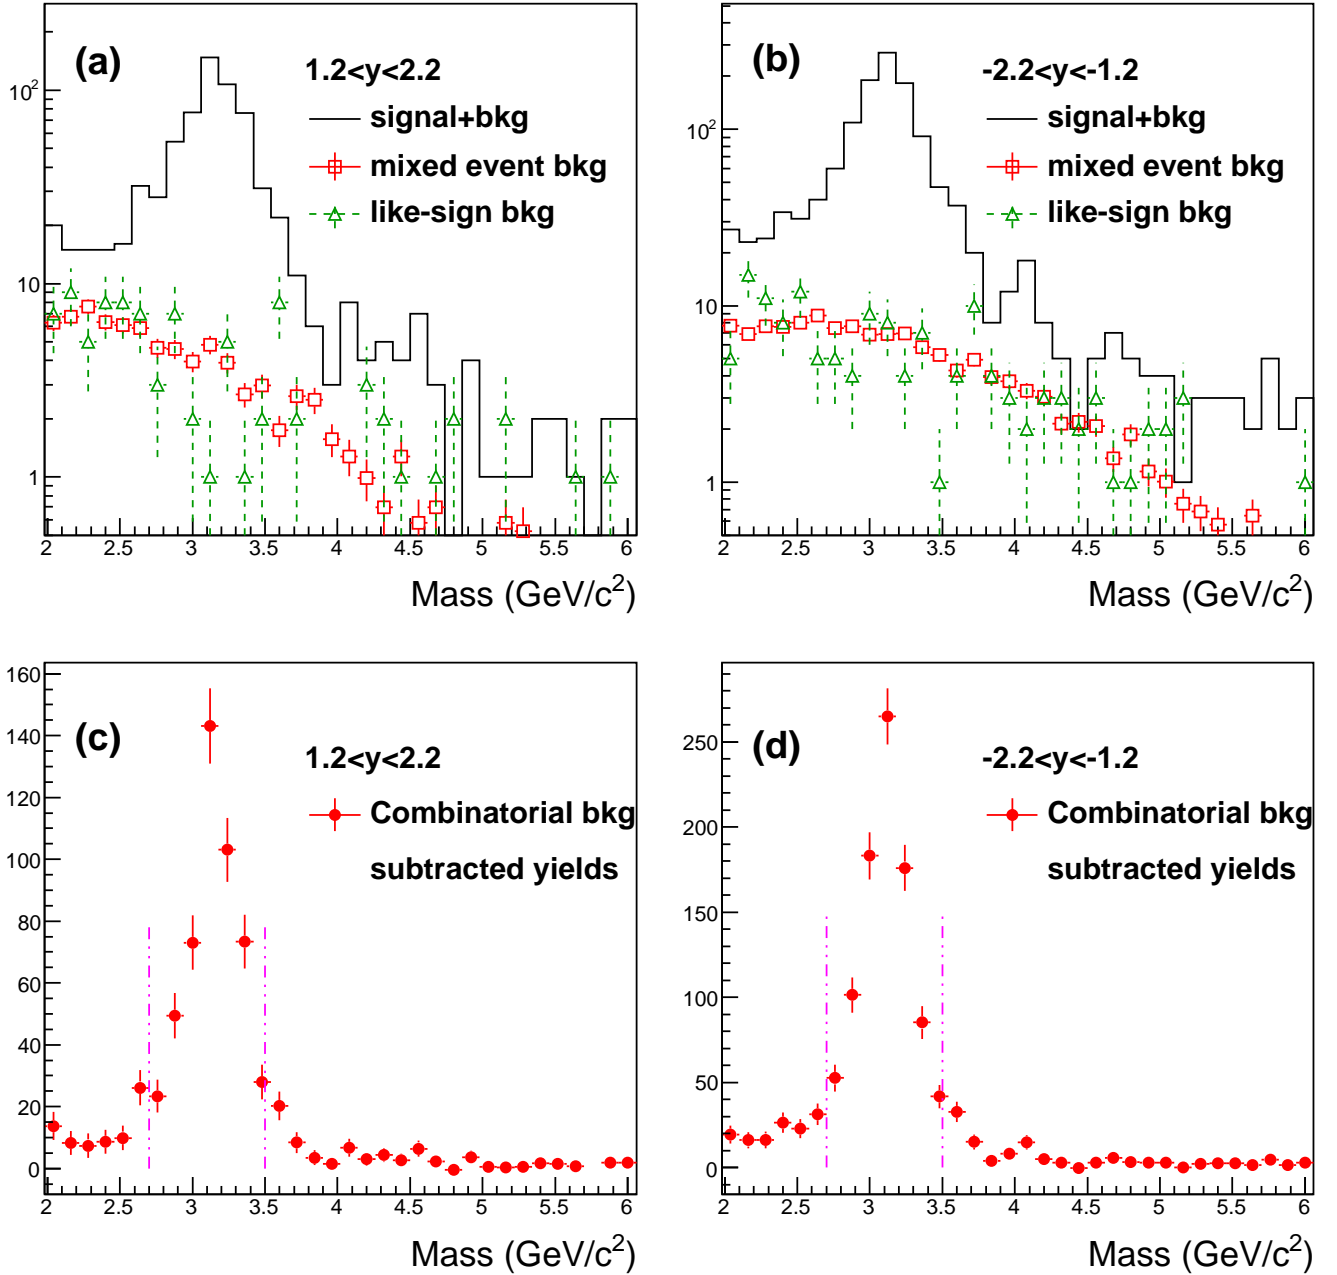 (a)
1.2<y<2.2
signal+bkg
mixed event bkg
like-sign bkg
10²
10
1
2 2.5 3 3.5 4 4.5 5 5.5 6
Mass (GeV/c²)
(b)
-2.2<y<-1.2
signal+bkg
mixed event bkg
like-sign bkg
10²
10
1
2 2.5 3 3.5 4 4.5 5 5.5 6
Mass (GeV/c²)
(c)
1.2<y<2.2
Combinatorial bkg
subtracted yields
160
140
120
100
80
60
40
20
0
2 2.5 3 3.5 4 4.5 5 5.5 6
Mass (GeV/c²)
(d)
-2.2<y<-1.2
Combinatorial bkg
subtracted yields
250
200
150
100
50
0
2 2.5 3 3.5 4 4.5 5 5.5 6
Mass (GeV/c²)